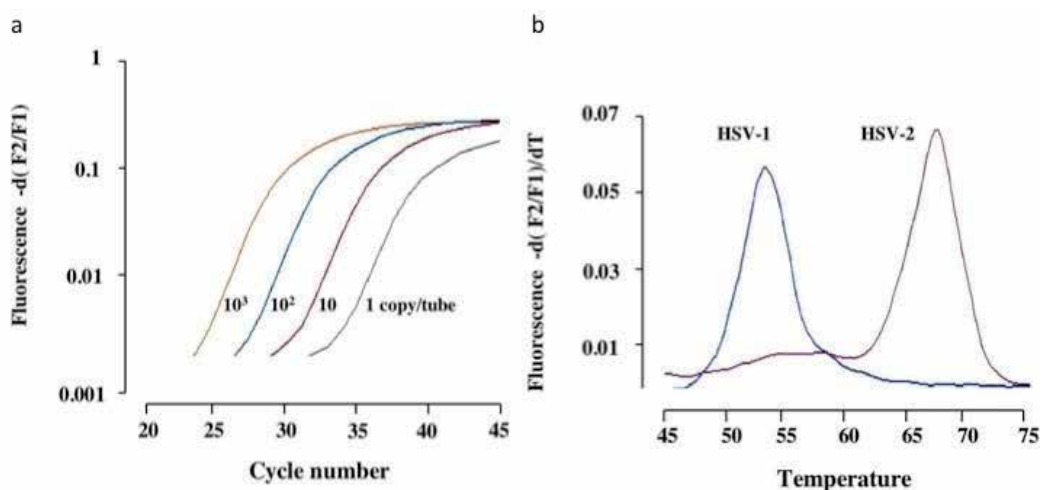 a
Fluorescence -d( F2/F1)
1
0.1
0.01
0.001
10³ 10² 10 1 copy/tube
20 25 30 35 40 45
Cycle number
b
Fluorescence -d( F2/F1)/dT
0.07
0.05
0.03
0.01
HSV-1 HSV-2
45 50 55 60 65 70 75
Temperature